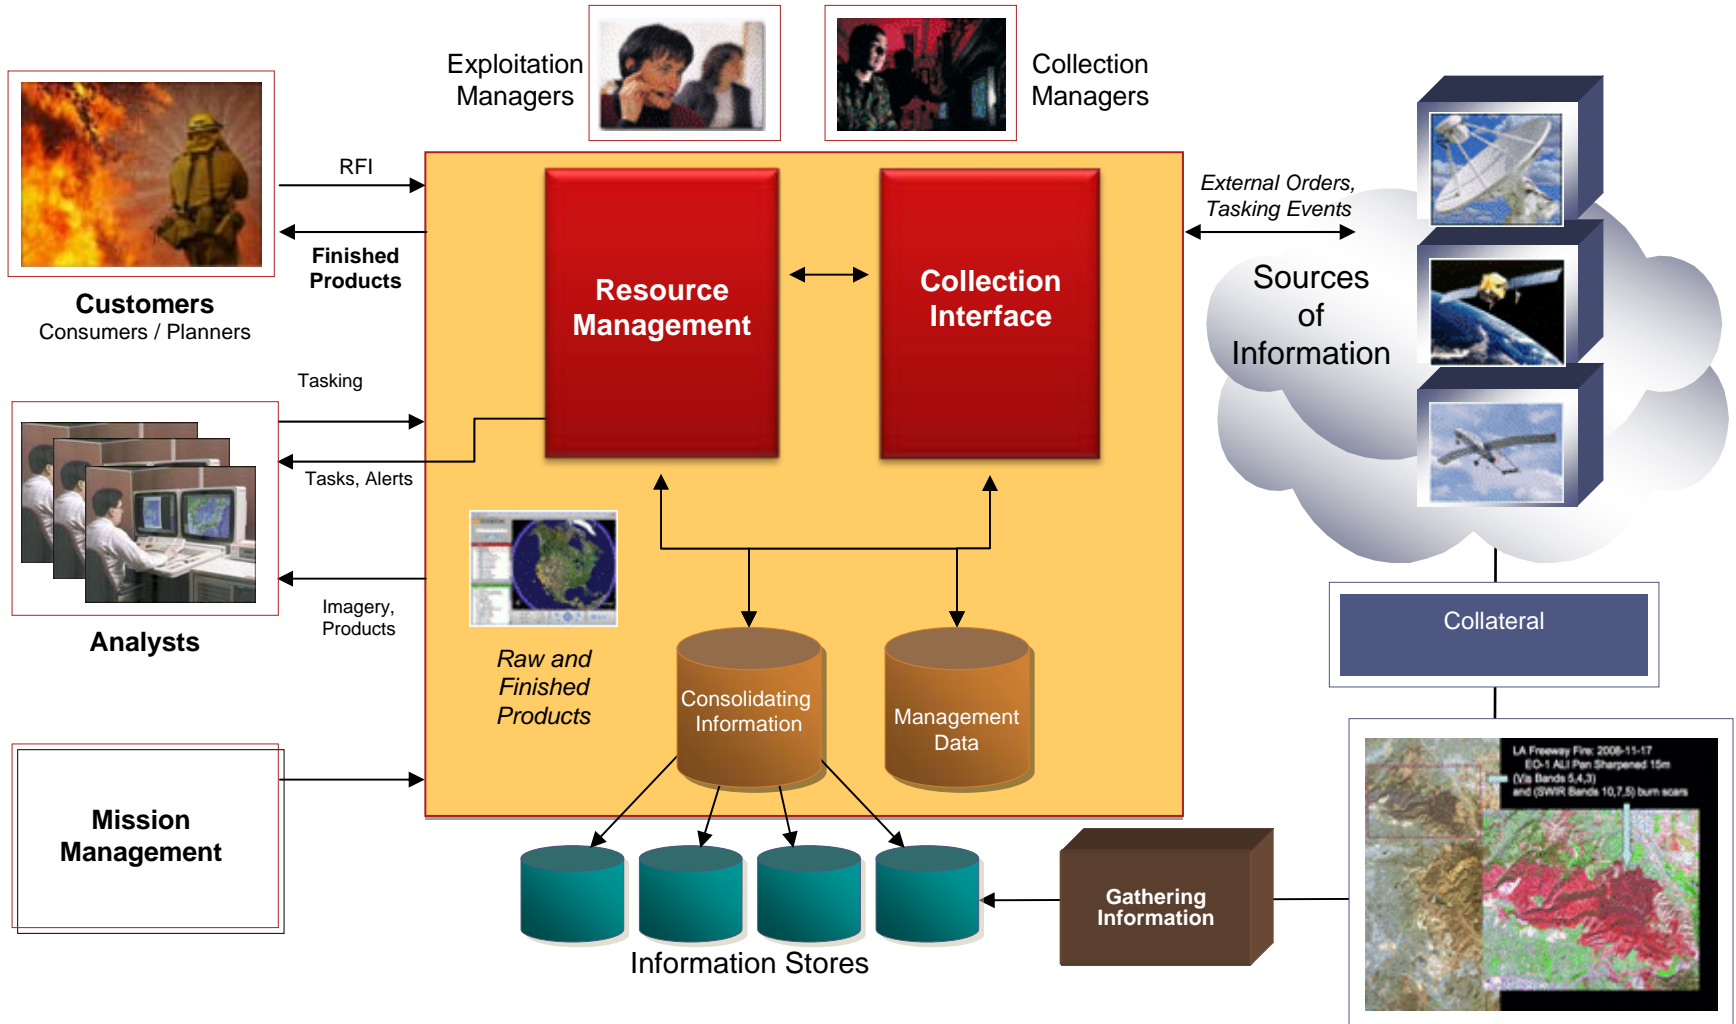 Exploitation
Managers
Collection
Managers
RFI
Finished
Products
Customers
Consumers / Planners
Resource
Management
Collection
Interface
External Orders,
Tasking Events
Sources
of
Information
Tasking
Tasks, Alerts
Imagery,
Products
Analysts
Raw and
Finished
Products
Consolidating
Information
Management
Data
Collateral
Mission
Management
LA Freeway Fire: 2008-11-17
EO-1 ALI Pan Sharpened 15m
(Vis Bands 5,4,3)
and (SWIR Bands 10,7,5) burn scars
Gathering
Information
Information Stores